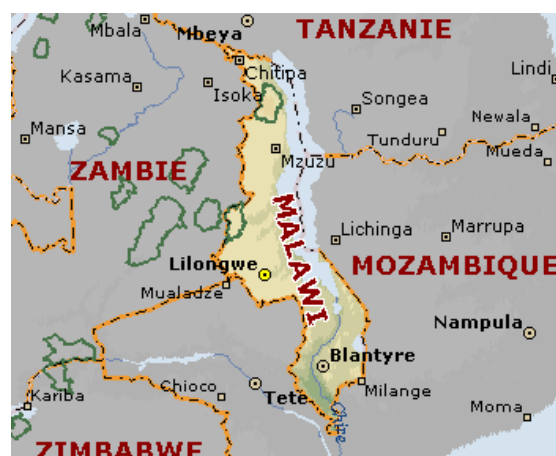 Mbala
Mbeya
TANZANIE
Chitipa
Kasama
Isoka
Lindi
Songea
Newala
Mansa
Tunduru
Mueda
Mzuzu
ZAMBIE
MALAWI
Lichinga
Marrupa
Lilongwe
MOZAMBIQUE
Mualadze
Nampula
Blantyre
Chioco
Tete
Milange
Kariba
Moma
Chire
ZIMBABWE